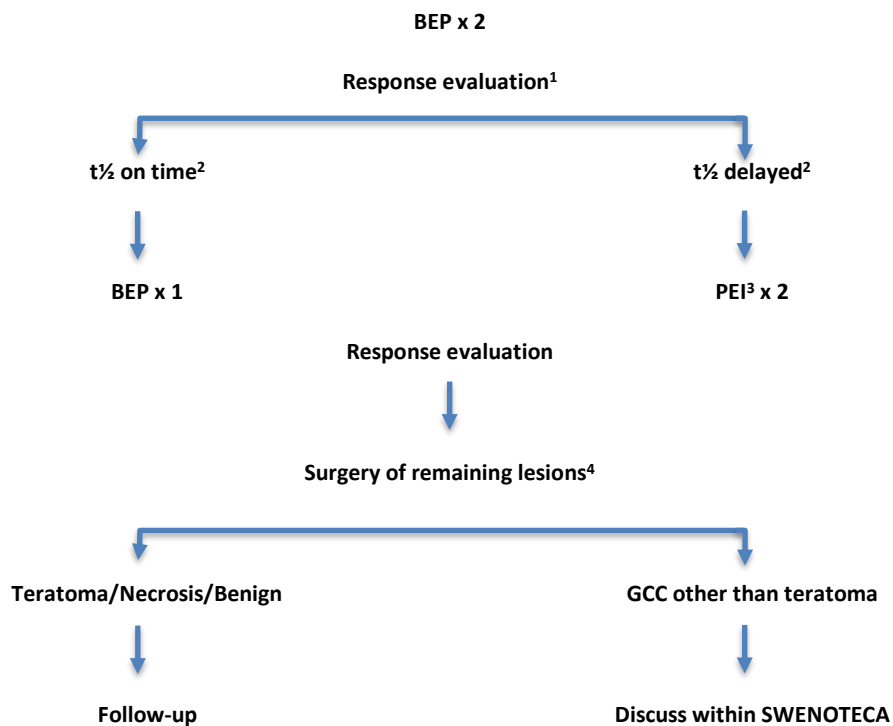 BEP x 2
Response evaluation¹
t½ on time²
t½ delayed²
BEP x 1
PEI³ x 2
Response evaluation
Surgery of remaining lesions⁴
Teratoma/Necrosis/Benign
GCC other than teratoma
Follow-up
Discuss within SWENOTECA